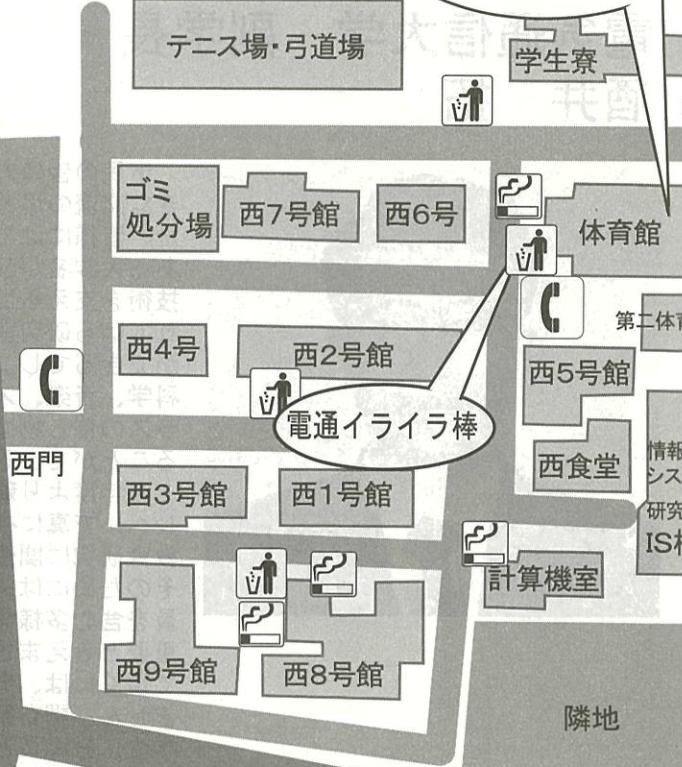 テニス場・弓道場
学生寮
ゴミ
処分場
西7号館
西6号
体育館
第二体育
西4号
西2号館
西5号館
電通イライラ棒
西門
西食堂
情報
シス
研究
西3号館
西1号館
IS棟
計算機室
西9号館
西8号館
隣地